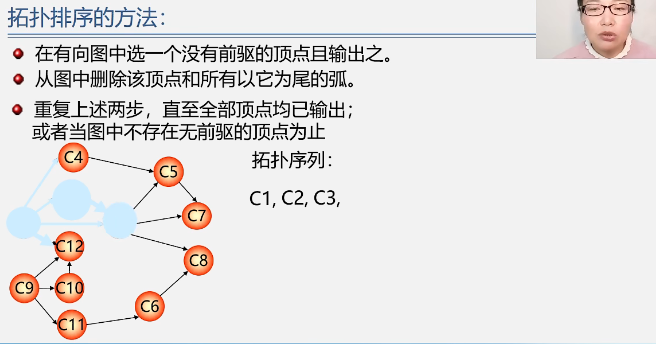 拓扑排序的方法：
在有向图中选一个没有前驱的顶点且输出之。
从图中删除该顶点和所有以它为尾的弧。
重复上述两步，直至全部顶点均已输出；
或者当图中不存在无前驱的顶点为止
C4
拓扑序列：
C5
C1, C2, C3,
C7
C12
C8
C9
C10
C6
C11